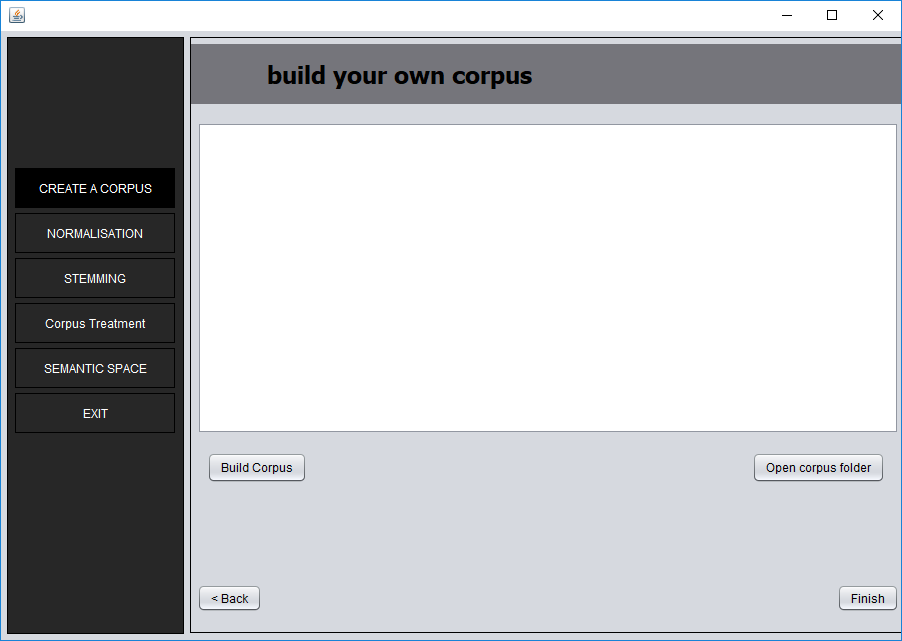 build your own corpus
CREATE A CORPUS
NORMALISATION
STEMMING
Corpus Treatment
SEMANTIC SPACE
EXIT
Build Corpus
Open corpus folder
< Back
Finish